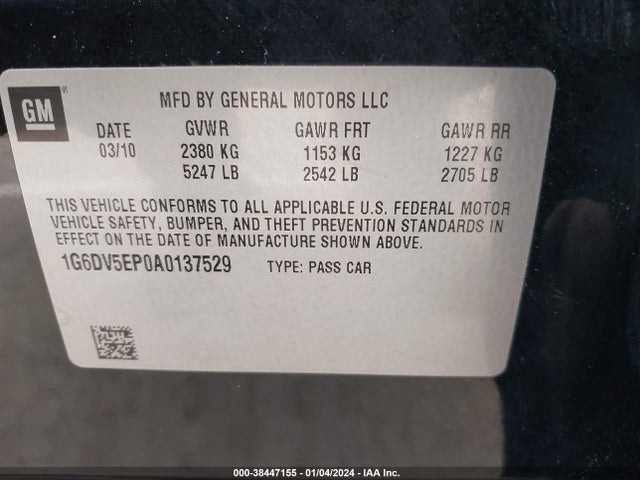 GM
MFD BY GENERAL MOTORS LLC
DATE GVWR GAWR FRT GAWR RR
03/10 2380 KG 1153 KG 1227 KG
5247 LB 2542 LB 2705 LB
THIS VEHICLE CONFORMS TO ALL APPLICABLE U.S. FEDERAL MOTOR
VEHICLE SAFETY, BUMPER, AND THEFT PREVENTION STANDARDS IN
EFFECT ON THE DATE OF MANUFACTURE SHOWN ABOVE.
1G6DV5EP0A0137529 TYPE: PASS CAR
000-38447155 - 01/04/2024 - IAA Inc.